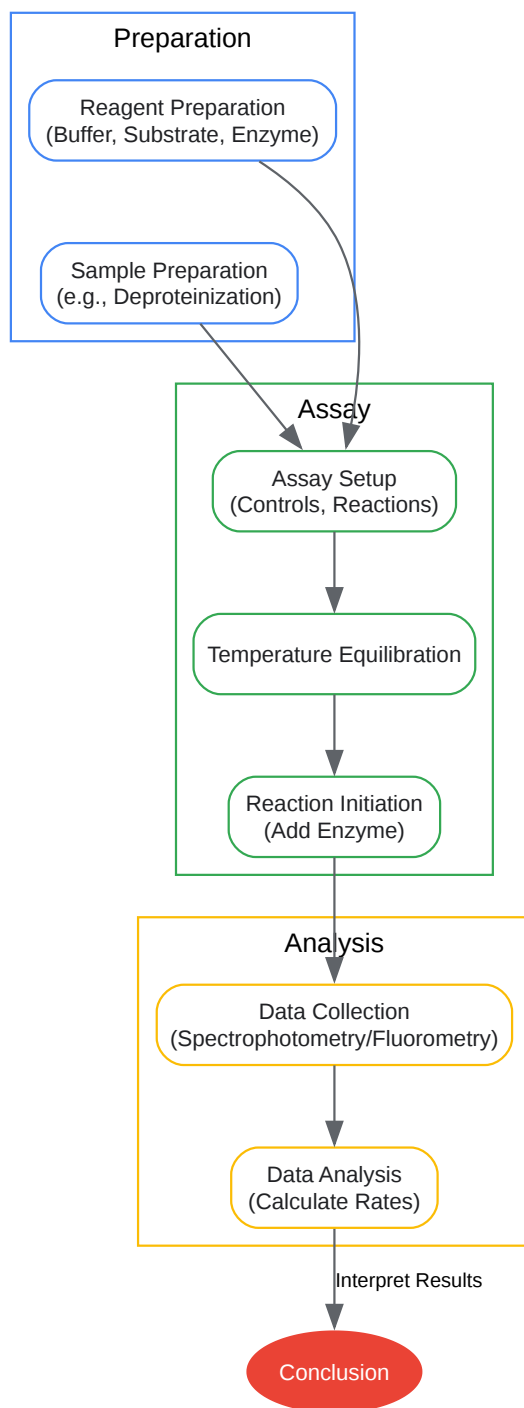 Preparation
Reagent Preparation
(Buffer, Substrate, Enzyme)
Sample Preparation
(e.g., Deproteinization)
Assay
Assay Setup
(Controls, Reactions)
Temperature Equilibration
Reaction Initiation
(Add Enzyme)
Analysis
Data Collection
(Spectrophotometry/Fluorometry)
Data Analysis
(Calculate Rates)
Interpret Results
Conclusion